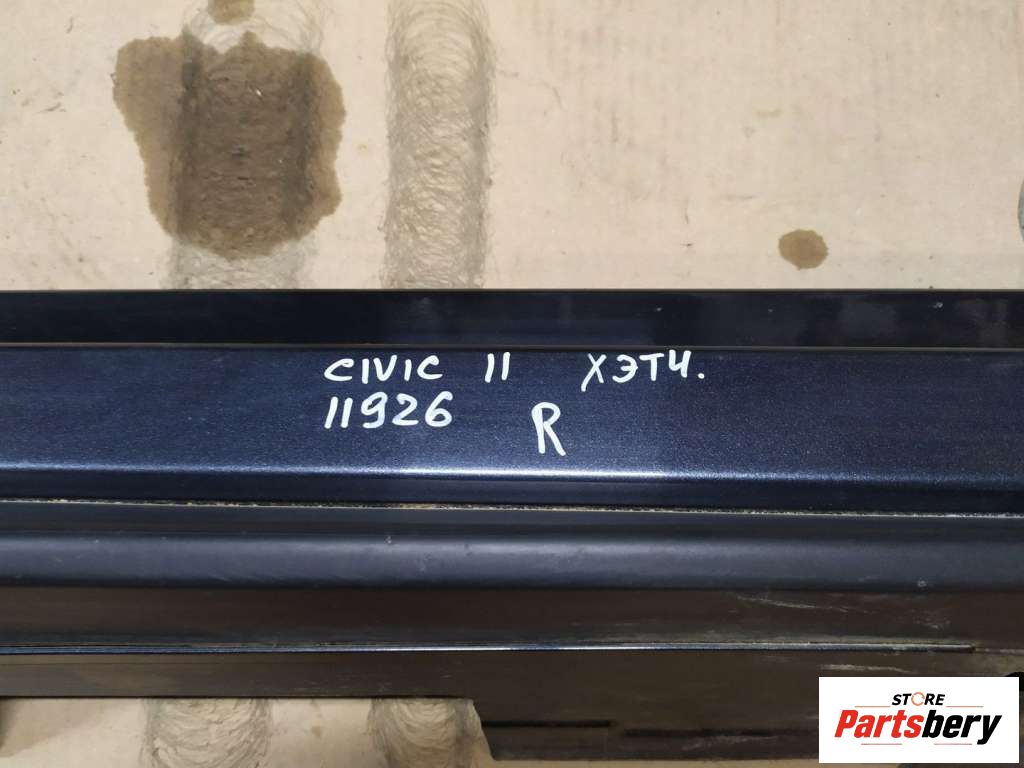 CIVIC 11 ХЭТЧ.
11926 R
STORE
Partsbery